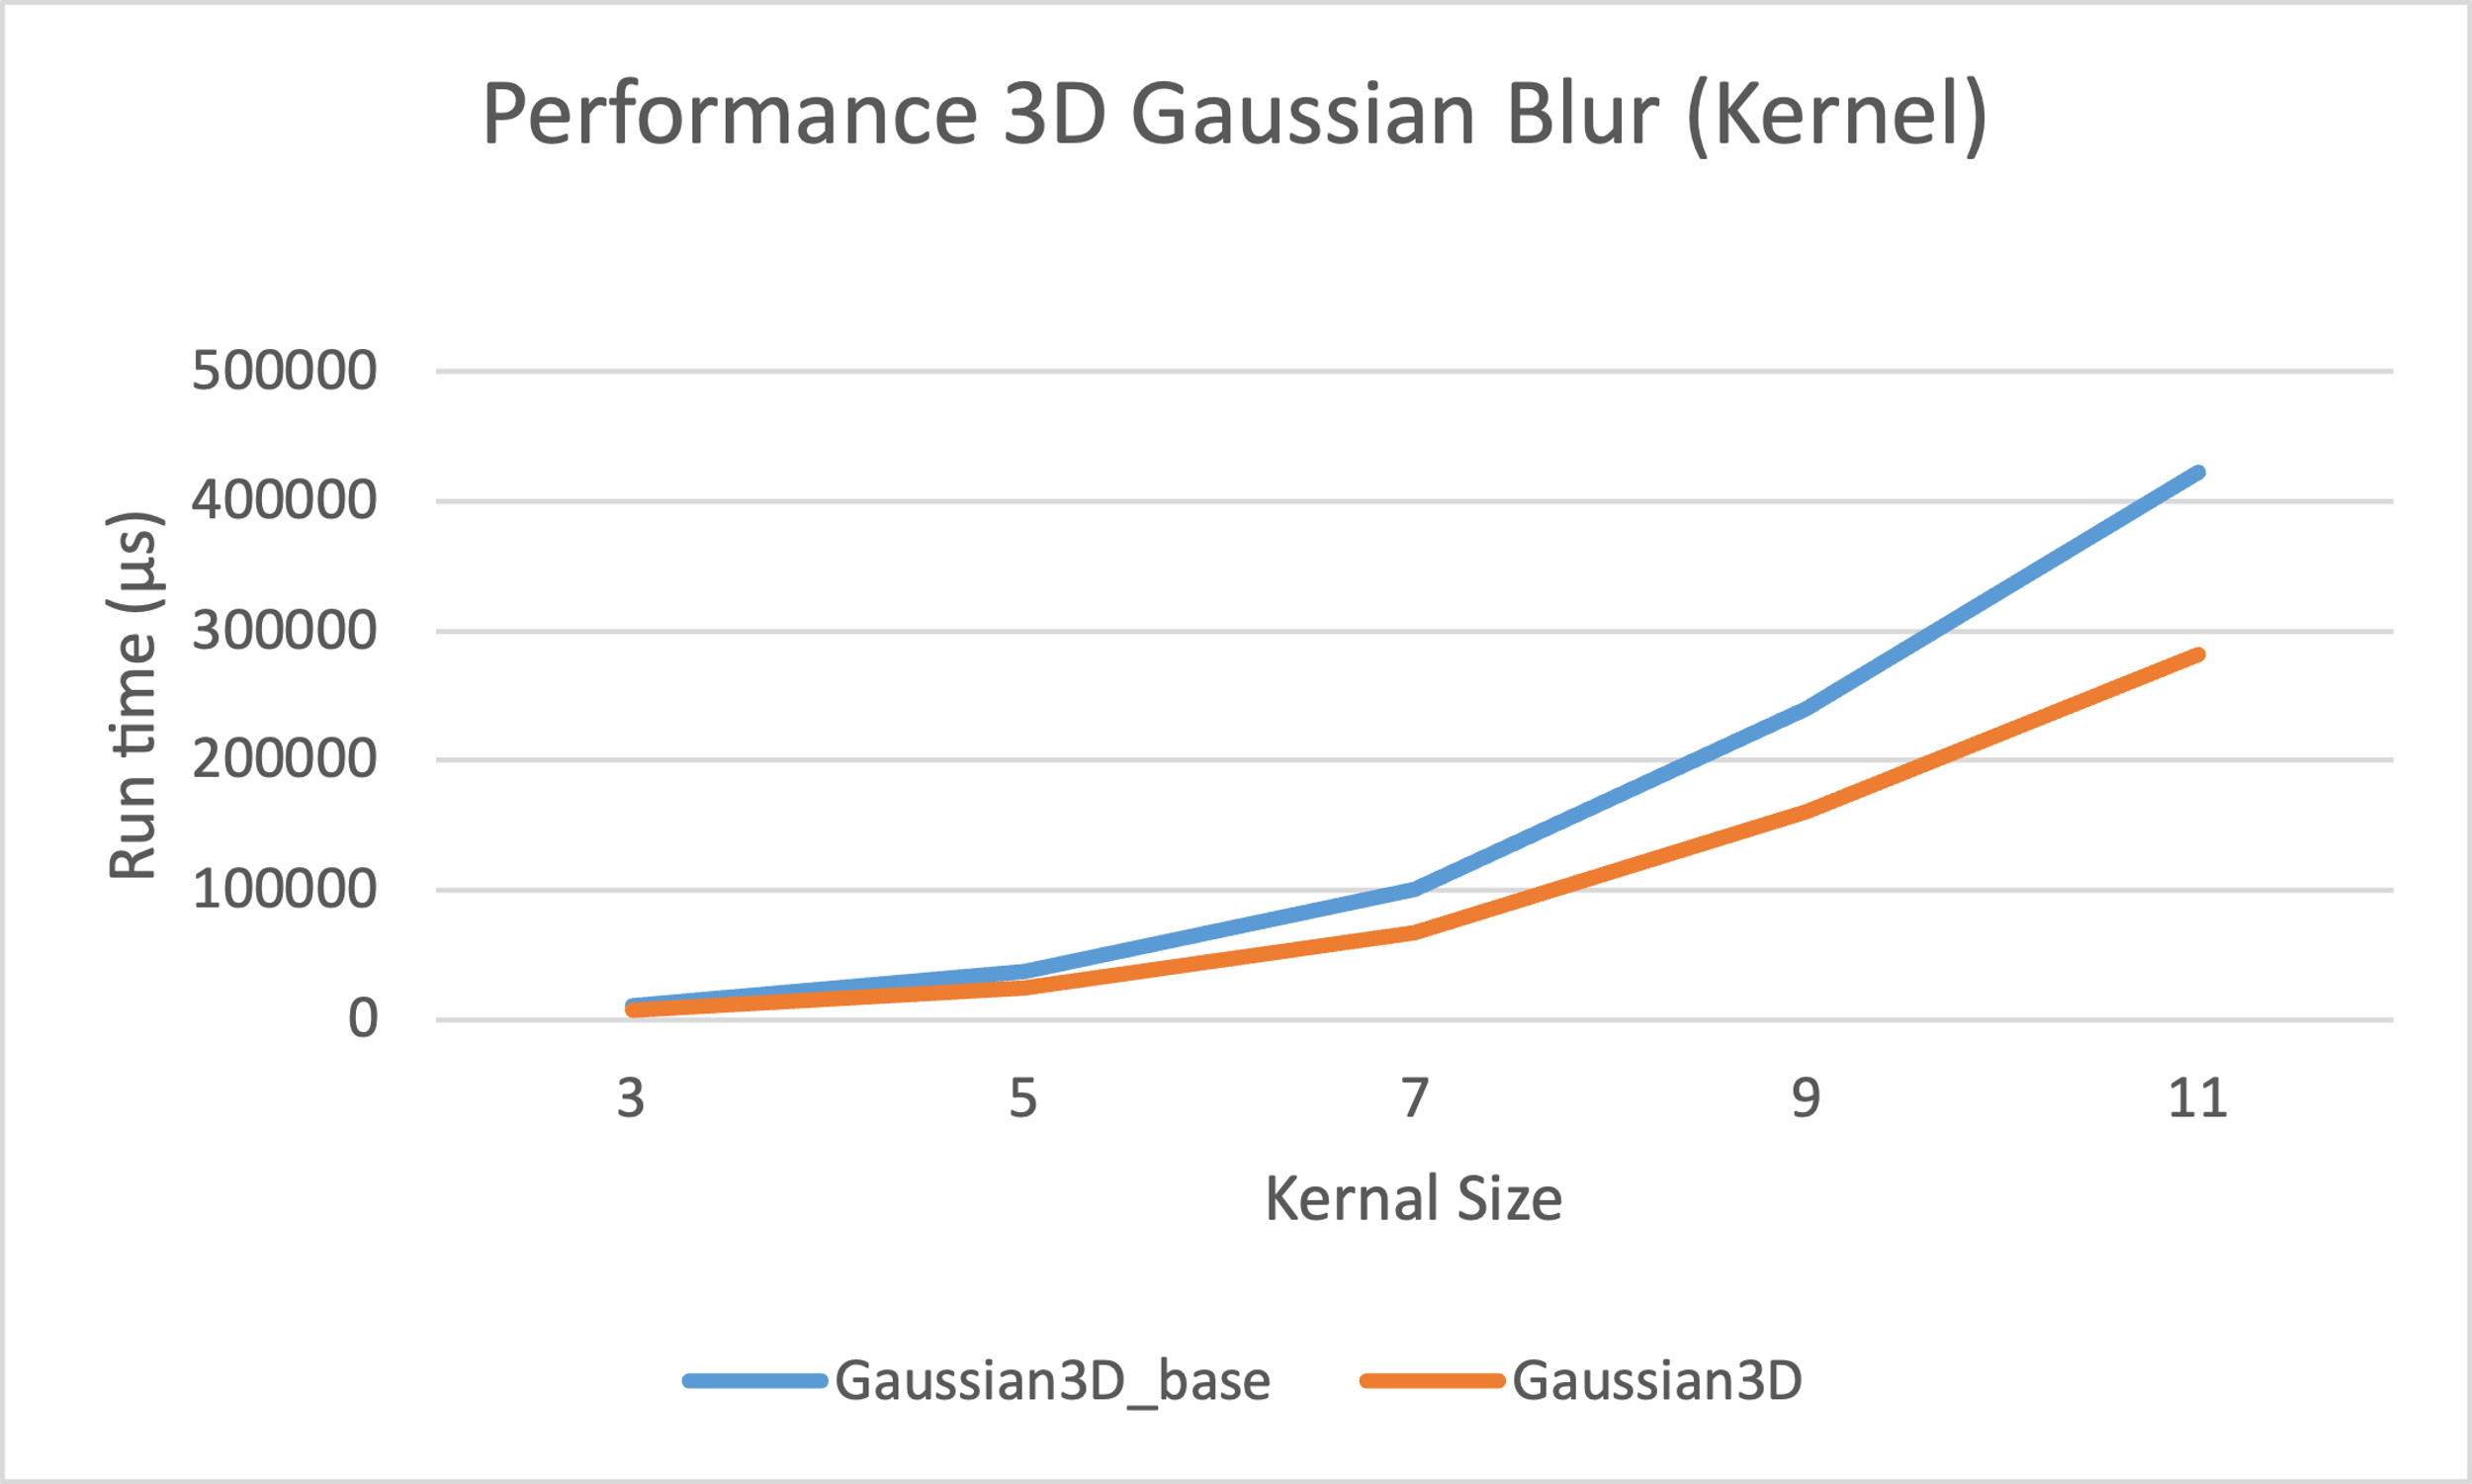 Performance 3D Gaussian Blur (Kernel)
500000
400000
300000
200000
100000
0
Run time (µs)
3 5 7 9 11
Kernal Size
Gaussian3D_base Gaussian3D